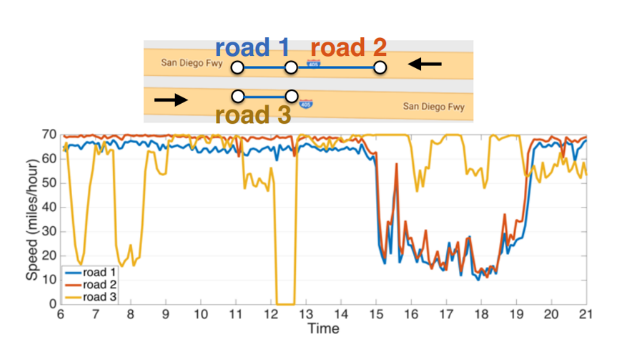 road 1 road 2
San Diego Fwy
405
405
San Diego Fwy
road 3
70
60
50
40
30
20
10
0
Speed (miles/hour)
road 1
road 2
road 3
6 7 8 9 10 11 12 13 14 15 16 17 18 19 20 21
Time